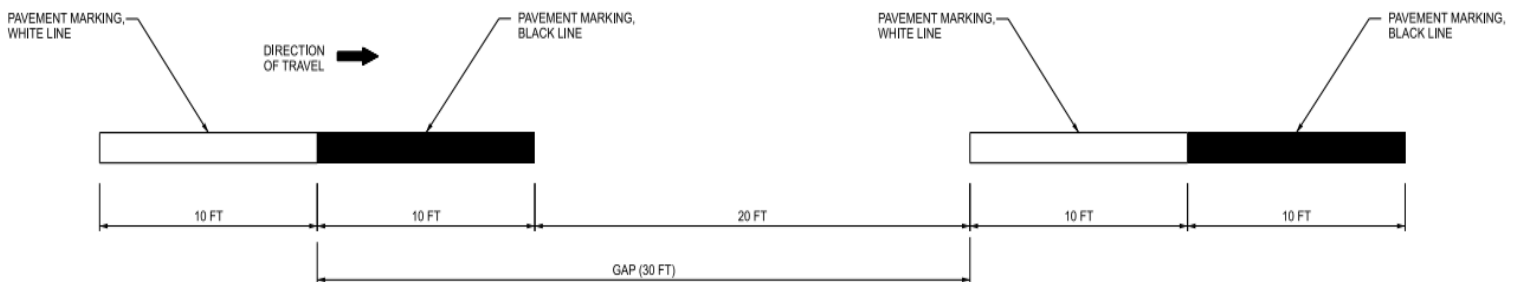 PAVEMENT MARKING,
WHITE LINE
DIRECTION
OF TRAVEL
PAVEMENT MARKING,
BLACK LINE
PAVEMENT MARKING,
WHITE LINE
PAVEMENT MARKING,
BLACK LINE
10 FT
10 FT
20 FT
10 FT
10 FT
GAP (30 FT)